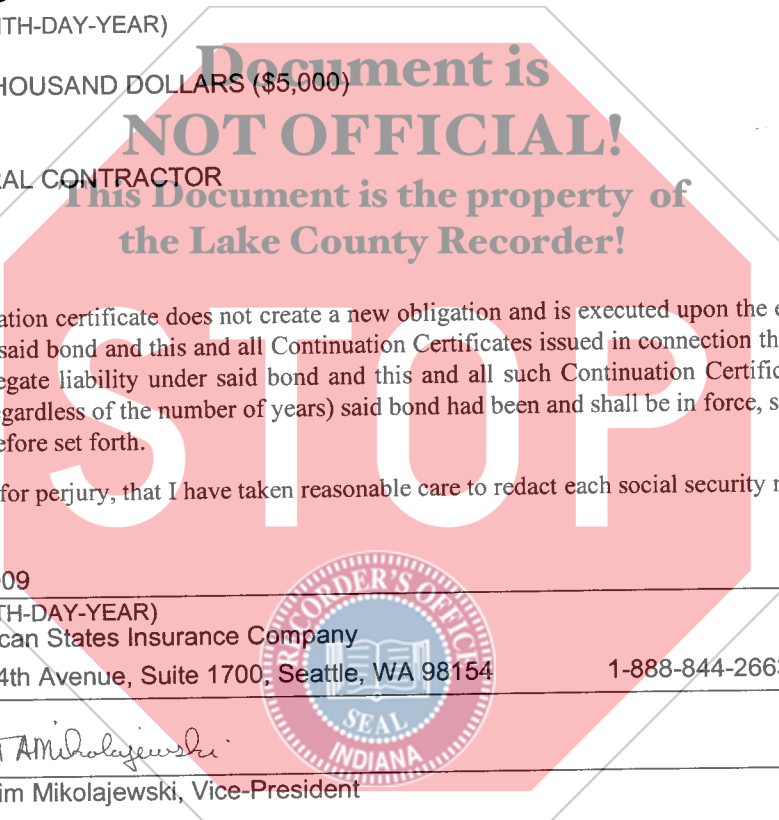 TH-DAY-YEAR)
Document is
HOUSAND DOLLARS ($5,000)
NOT OFFICIAL!
RAL CONTRACTOR
This Document is the property of
the Lake County Recorder!
ation certificate does not create a new obligation and is executed upon the e
said bond and this and all Continuation Certificates issued in connection th
egate liability under said bond and this and all such Continuation Certific
gardless of the number of years) said bond had been and shall be in force, s
efore set forth.
STOP
for perjury, that I have taken reasonable care to redact each social security n
09
TH-DAY-YEAR)
can States Insurance Company
4th Avenue, Suite 1700, Seattle, WA 98154 1-888-844-2663
RECORDER'S OFFICE
SEAL
INDIANA
T AMikolajewski
im Mikolajewski, Vice-President